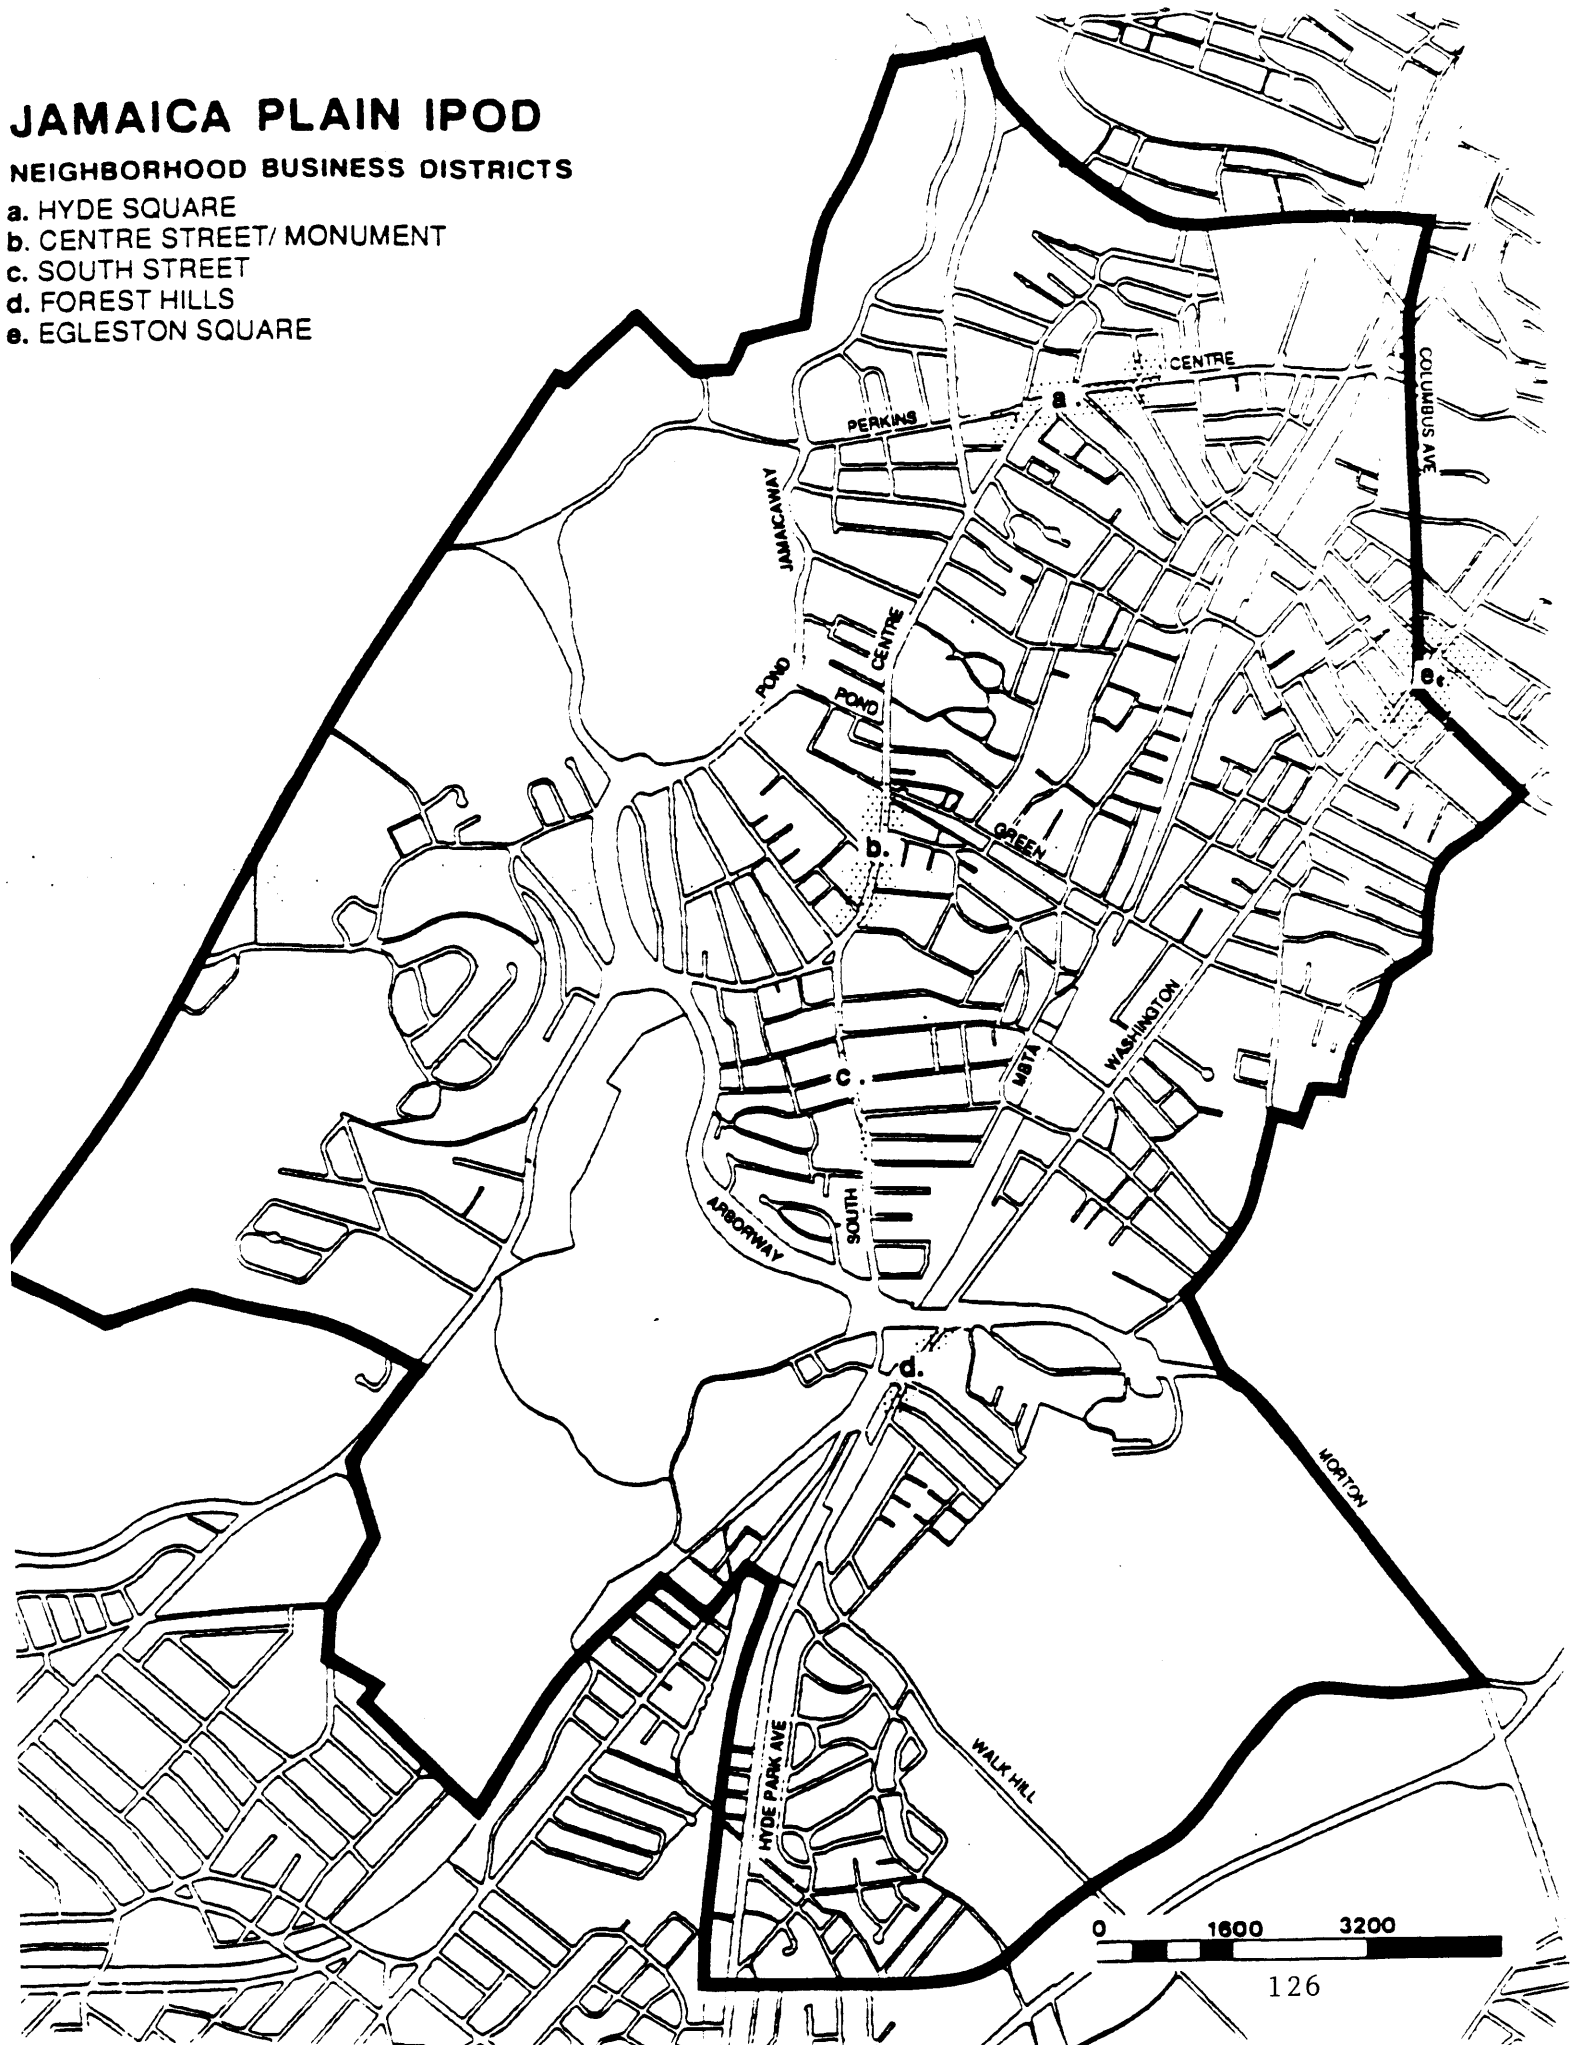 JAMAICA PLAIN IPOD
NEIGHBORHOOD BUSINESS DISTRICTS
a. HYDE SQUARE
b. CENTRE STREET/ MONUMENT
c. SOUTH STREET
d. FOREST HILLS
e. EGLESTON SQUARE
CENTRE
COLUMBUS AVE
a.
PERKINS
JAMAICAWAY
CENTRE
POND
POND
e.
GREEN
b.
WASHINGTON
MBTA
c.
SOUTH
ARBORWAY
d.
MORTON
HYDE PARK AVE
WALK HILL
0 1600 3200
126